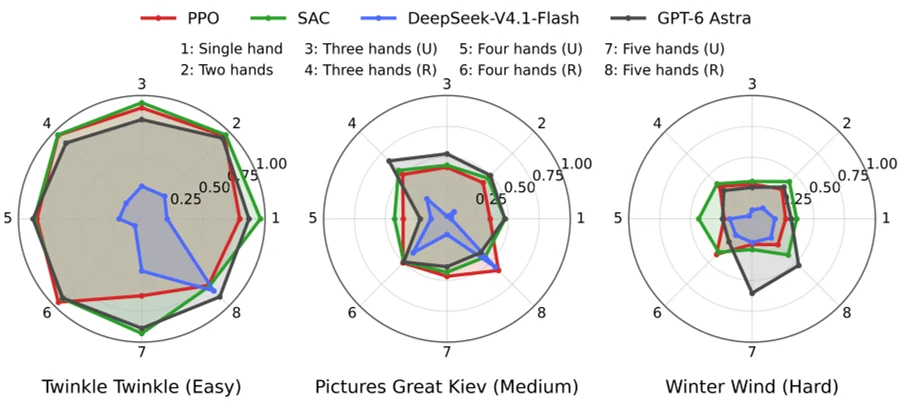 PPO SAC DeepSeek-V4.1-Flash GPT-6 Astra
1: Single hand 3: Three hands (U) 5: Four hands (U) 7: Five hands (U)
2: Two hands 4: Three hands (R) 6: Four hands (R) 8: Five hands (R)
3 3 3
4 2 4 2 4 2
1.00 1.00 1.00
0.75 0.75 0.75
0.50 0.50 0.50
0.25 0.25 0.25
5 1 5 1 5 1
6 8 6 8 6 8
7 7 7
Twinkle Twinkle (Easy) Pictures Great Kiev (Medium) Winter Wind (Hard)